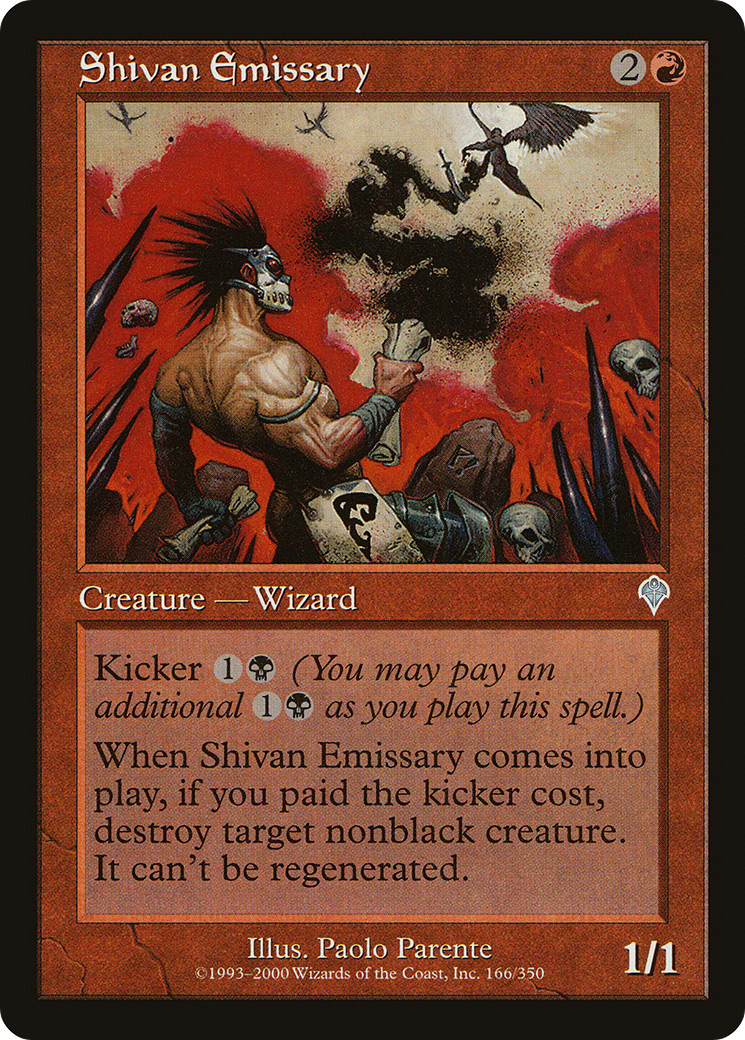 Shivan Emissary 2
Creature — Wizard
Kicker 1 (You may pay an
additional 1 as you play this spell.)
When Shivan Emissary comes into
play, if you paid the kicker cost,
destroy target nonblack creature.
It can't be regenerated.
Illus. Paolo Parente
©1993–2000 Wizards of the Coast, Inc. 166/350
1/1